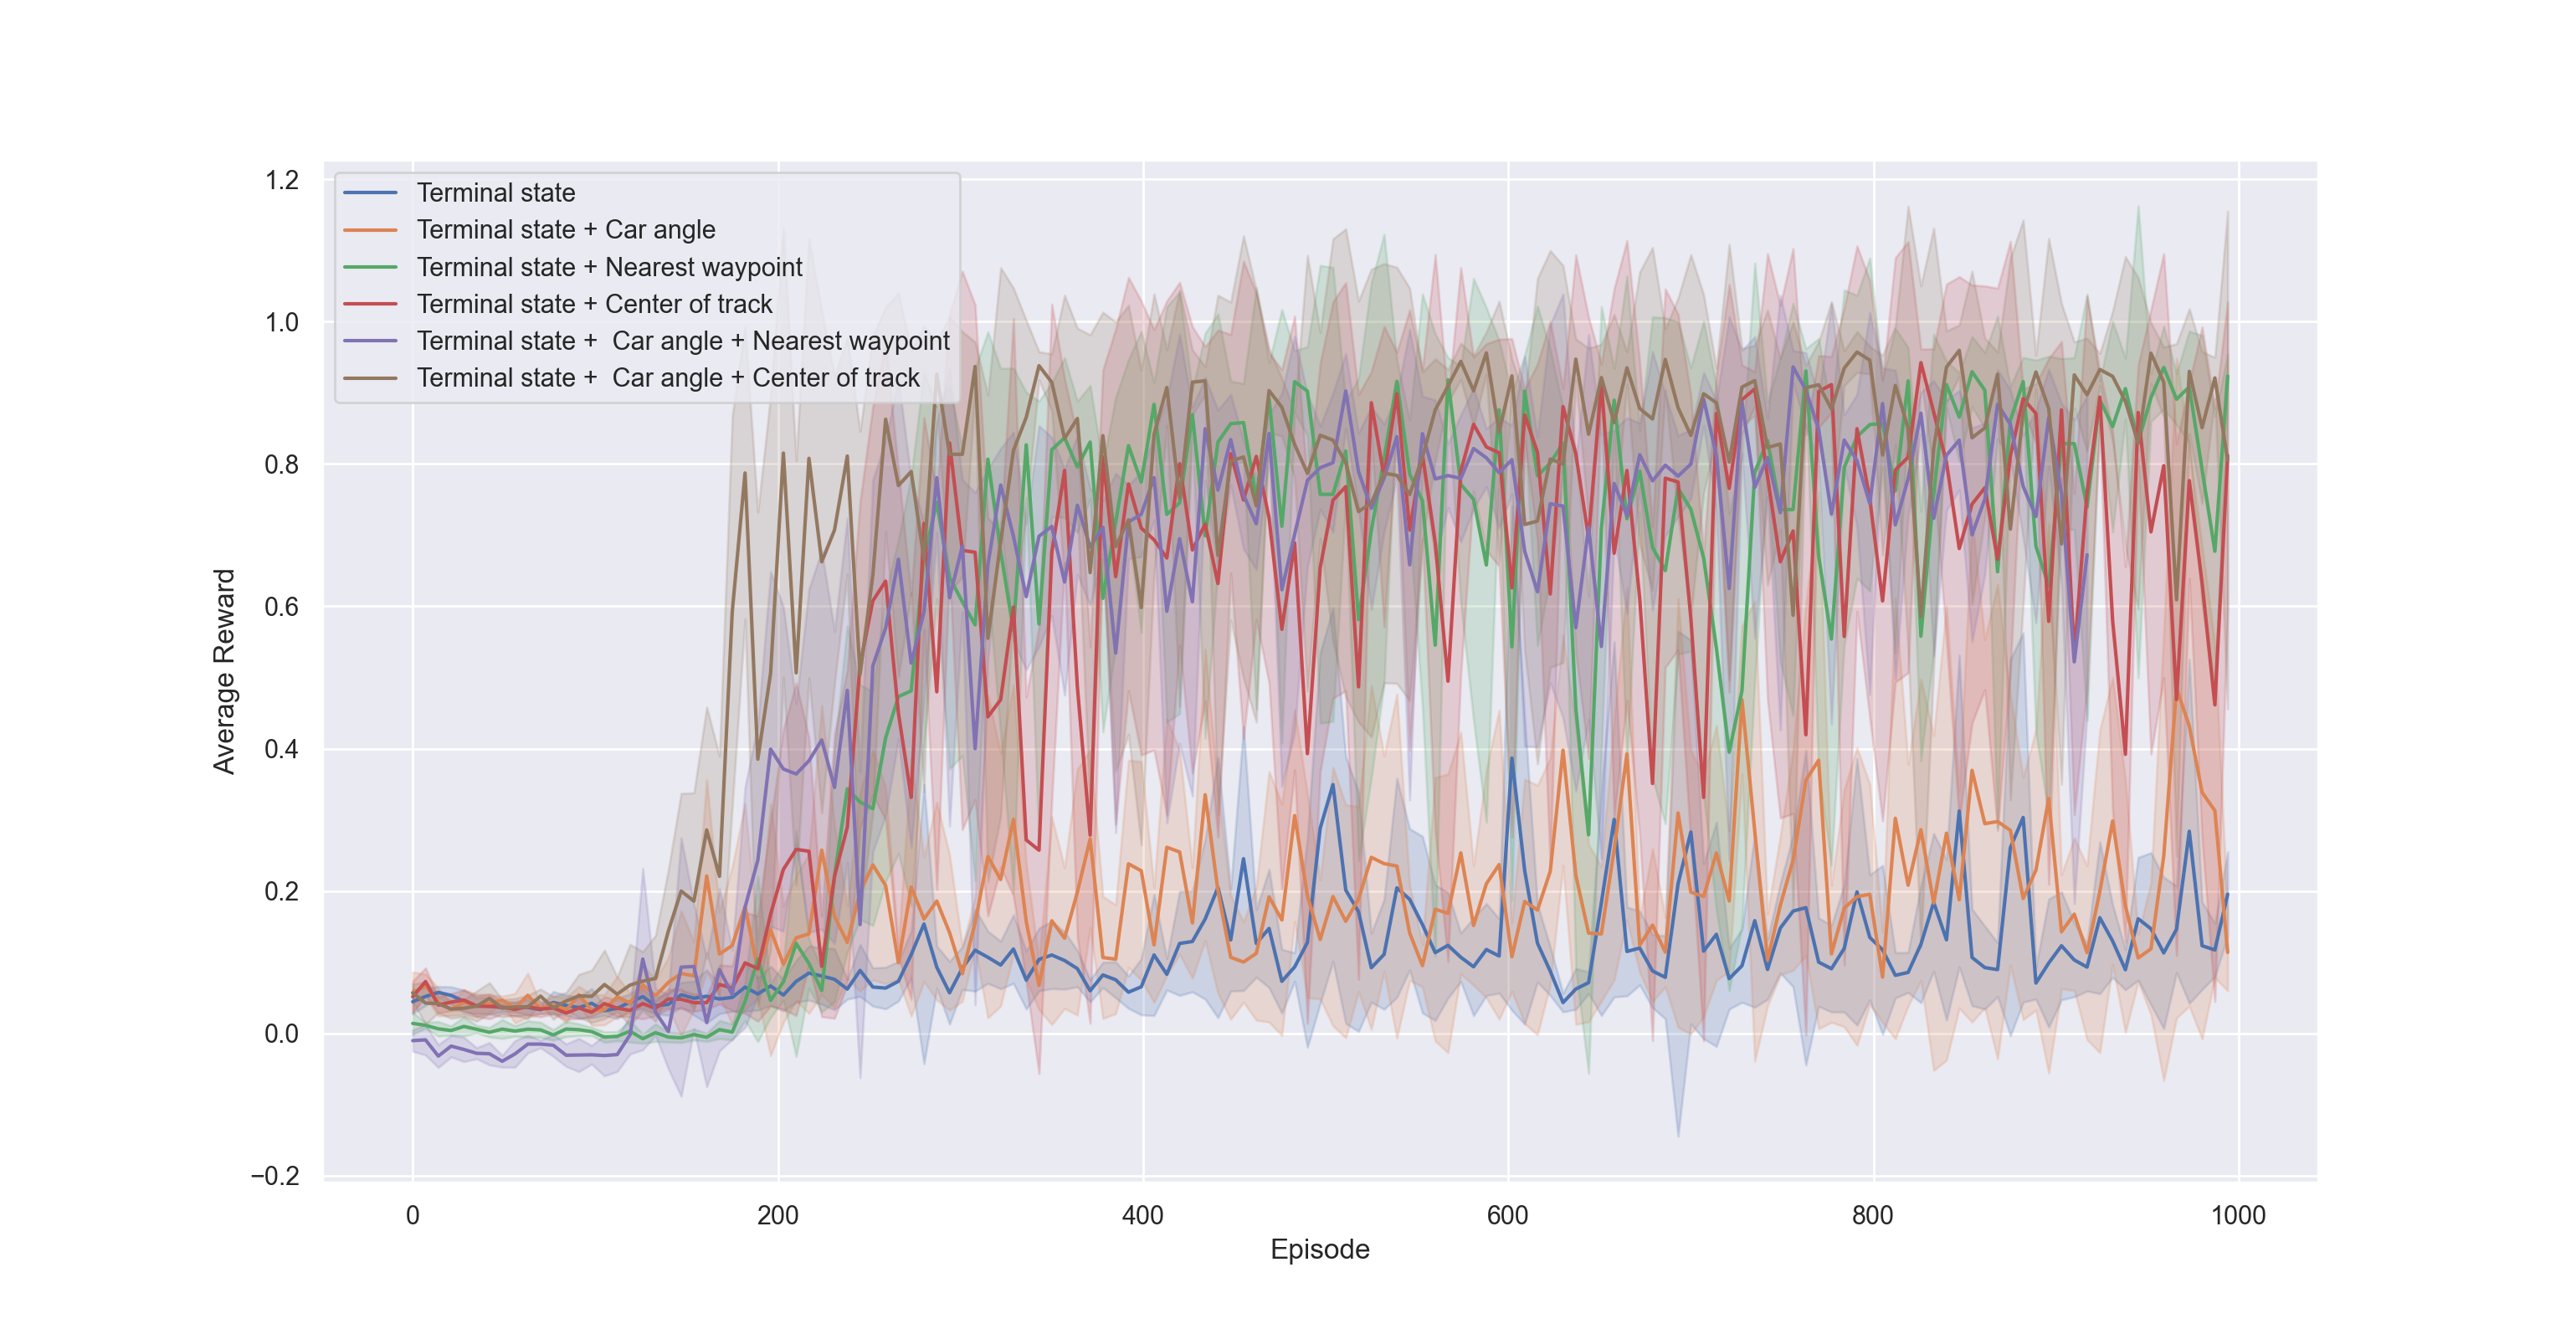 1.2
1.0
0.8
0.6
0.4
0.2
0.0
−0.2
Average Reward
Terminal state
Terminal state + Car angle
Terminal state + Nearest waypoint
Terminal state + Center of track
Terminal state +  Car angle + Nearest waypoint
Terminal state +  Car angle + Center of track
0 200 400 600 800 1000
Episode